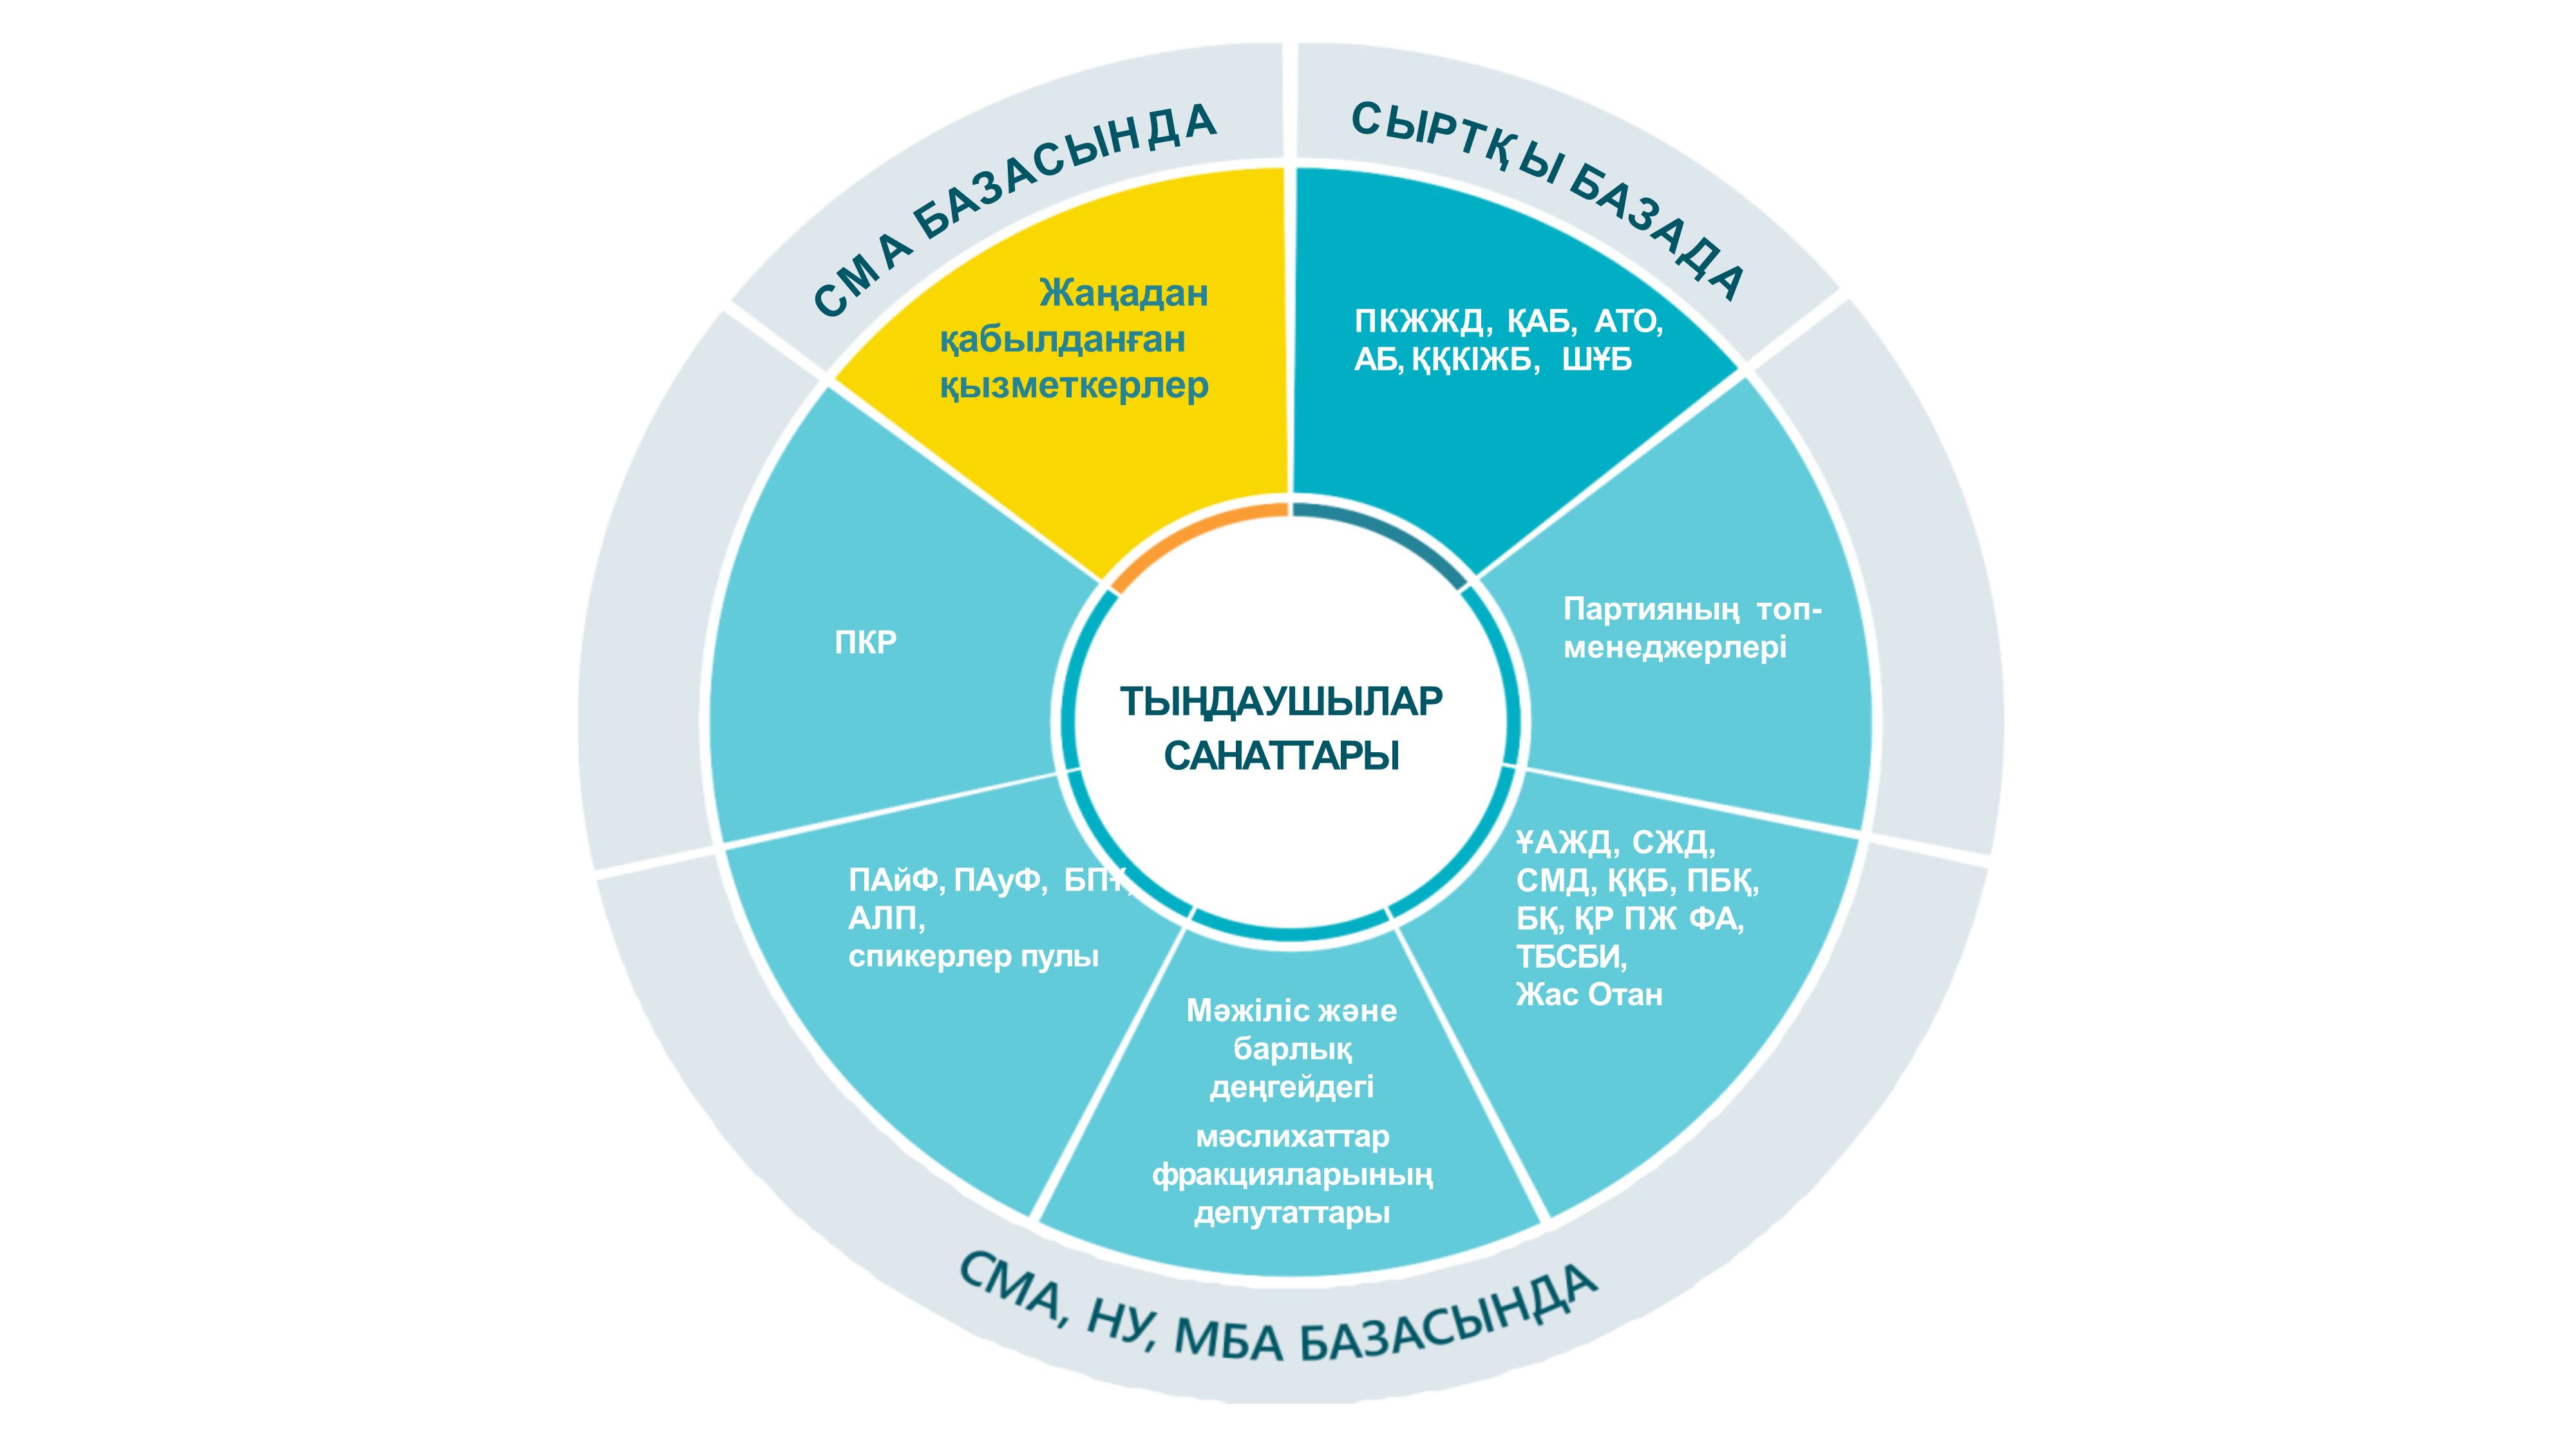 СМА БАЗАСЫНДА
СЫРТҚЫ БАЗАДА
Жаңадан
қабылданған
қызметкерлер
ПКЖЖД, ҚАБ, АТО,
АБ, ҚҚКІЖБ, ШҰБ
ПКР
Партияның топ-
менеджерлері
ТЫҢДАУШЫЛАР
САНАТТАРЫ
ПАйФ, ПАуФ, БПҰ,
АЛП,
спикерлер пулы
ҰАЖД, СЖД,
СМД, ҚҚБ, ПБҚ,
БҚ, ҚР ПЖ ФА,
ТБСБИ,
Жас Отан
Мәжіліс және
барлық
деңгейдегі
мәслихаттар
фракцияларының
депутаттары
СМА, НУ, МБА БАЗАСЫНДА